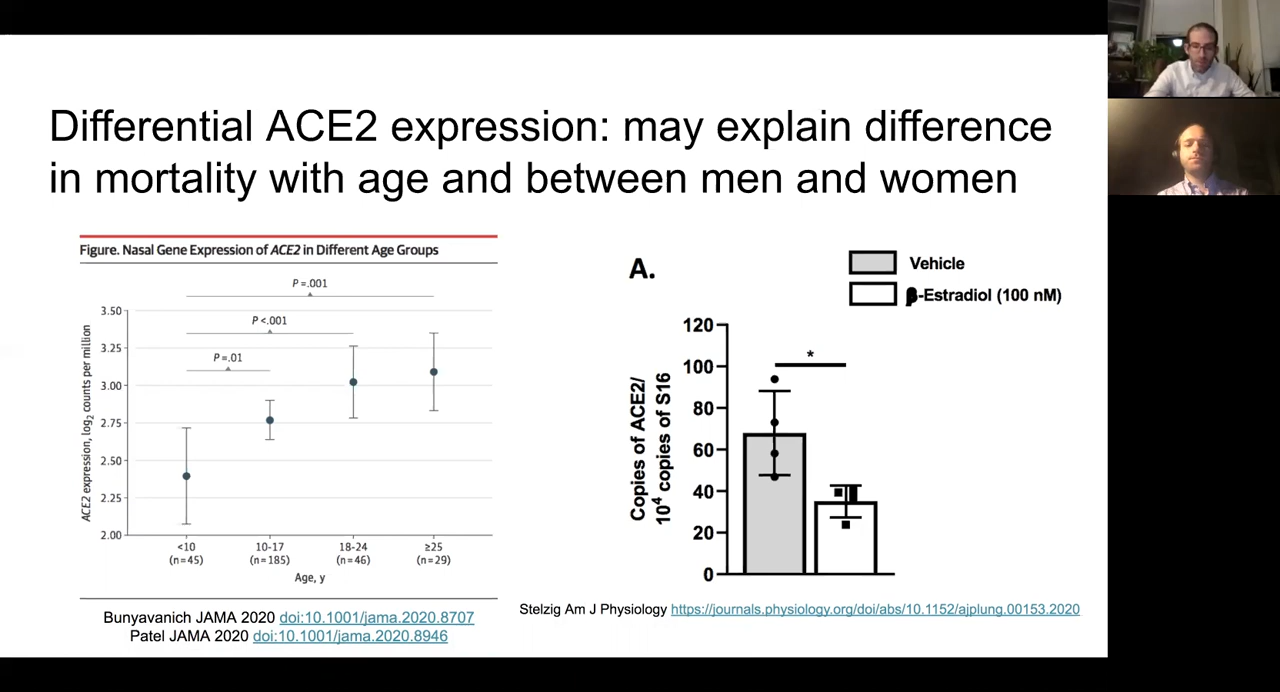 Differential ACE2 expression: may explain difference
in mortality with age and between men and women
Figure. Nasal Gene Expression of ACE2 in Different Age Groups
P =.001
P <.001
P =.01
3.50
3.25
3.00
2.75
2.50
2.25
2.00
ACE2 expression, log2 counts per million
<10
(n=45)
10-17
(n=185)
18-24
(n=46)
≥25
(n=29)
Age, y
Bunyavanich JAMA 2020 doi:10.1001/jama.2020.8707
Patel JAMA 2020 doi:10.1001/jama.2020.8946
A.
Vehicle
β-Estradiol (100 nM)
*
120
100
80
60
40
20
0
Copies of ACE2/
10⁴ copies of S16
Stelzig Am J Physiology https://journals.physiology.org/doi/abs/10.1152/ajplung.00153.2020